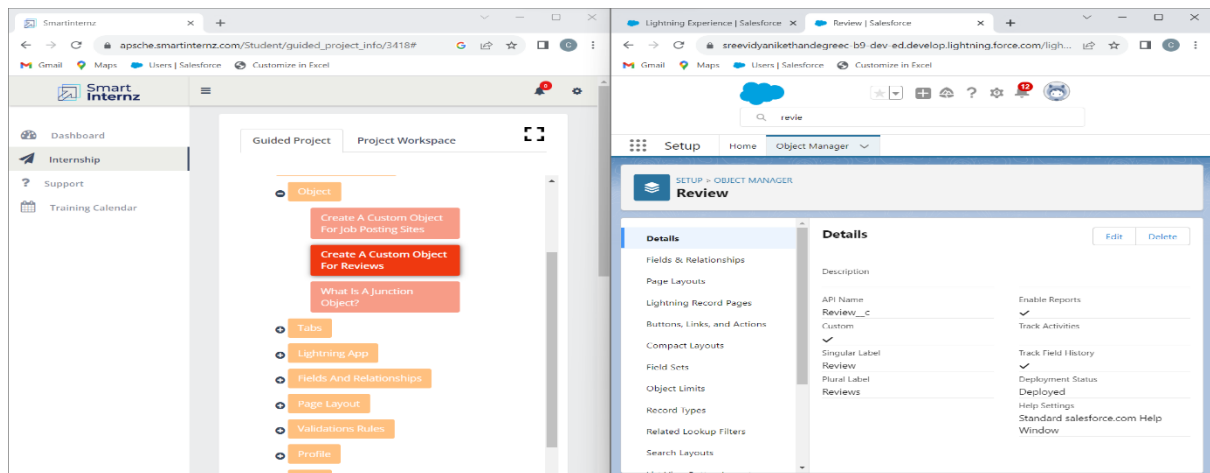 Smartinternz
apsche.smartinternz.com/Student/guided_project_info/3418#
Gmail Maps Users | Salesforce Customize in Excel
Smart
Internz
0
Dashboard
Internship
Support
Training Calendar
Guided Project Project Workspace
Object
Create A Custom Object
For Job Posting Sites
Create A Custom Object
For Reviews
What Is A Junction
Object?
Tabs
Lightning App
Fields And Relationships
Page Layout
Validations Rules
Profile
Lightning Experience | Salesforce Review | Salesforce
sreevidyanikethandegreec-b9-dev-ed.develop.lightning.force.com/ligh...
Gmail Maps Users | Salesforce Customize in Excel
12
revie
Setup Home Object Manager
SETUP > OBJECT MANAGER
Review
Details
Fields & Relationships
Page Layouts
Lightning Record Pages
Buttons, Links, and Actions
Compact Layouts
Field Sets
Object Limits
Record Types
Related Lookup Filters
Search Layouts
Details
Edit Delete
Description
API Name
Review__c
Custom
Singular Label
Review
Plural Label
Reviews
Enable Reports
Track Activities
Track Field History
Deployment Status
Deployed
Help Settings
Standard salesforce.com Help
Window